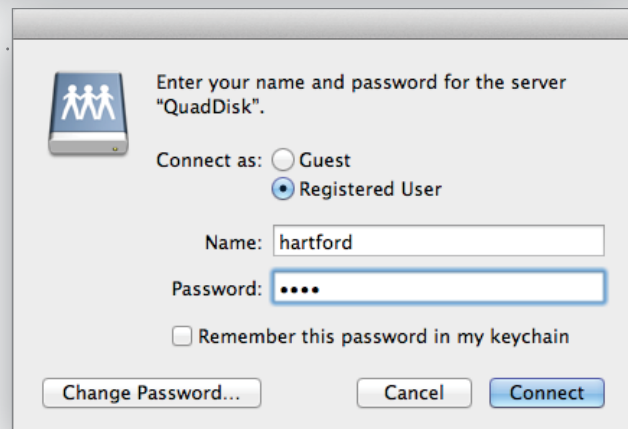 Enter your name and password for the server
“QuadDisk”.
Connect as: Guest
Registered User
Name: hartford
Password: ••••
Remember this password in my keychain
Change Password... Cancel Connect